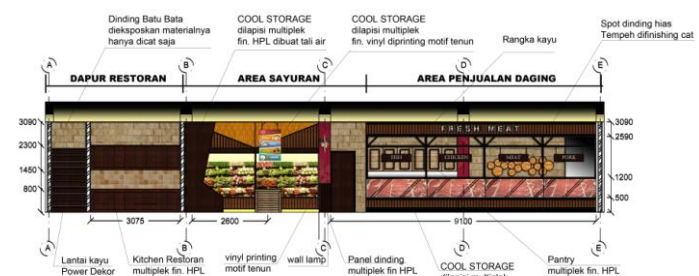 Dinding Batu Bata
dieksposkan materialnya
hanya dicat saja
COOL STORAGE
dilapisi multiplek
fin. HPL dibuat tali air
COOL STORAGE
dilapisi multiplek
fin. vinyl diprinting motif tenun
Rangka kayu
Spot dinding hias
Tempeh difinishing cat
A
B
C
D
E
DAPUR RESTORAN
AREA SAYURAN
AREA PENJUALAN DAGING
3090
2300
1450
800
FRESH MEAT
FISH
CHICKEN
MEAT
PORK
3090
2590
1200
500
3075
2600
9100
A
B
C
D
E
Lantai kayu
Power Dekor
Kitchen Restoran
multiplek fin. HPL
vinyl printing
motif tenun
wall lamp
Panel dinding
multiplek fin HPL
COOL STORAGE
dilapisi multiplek
Pantry
multiplek fin. HPL